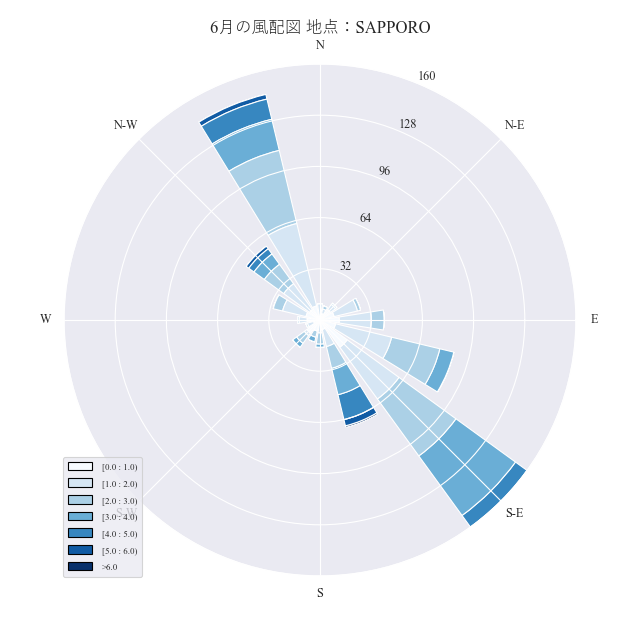 6月の風配図 地点：SAPPORO
N
160
N-W
128
N-E
96
64
32
W
E
[0.0 : 1.0)
[1.0 : 2.0)
[2.0 : 3.0)
[3.0 : 4.0)
[4.0 : 5.0)
[5.0 : 6.0)
>6.0
S-W
S-E
S